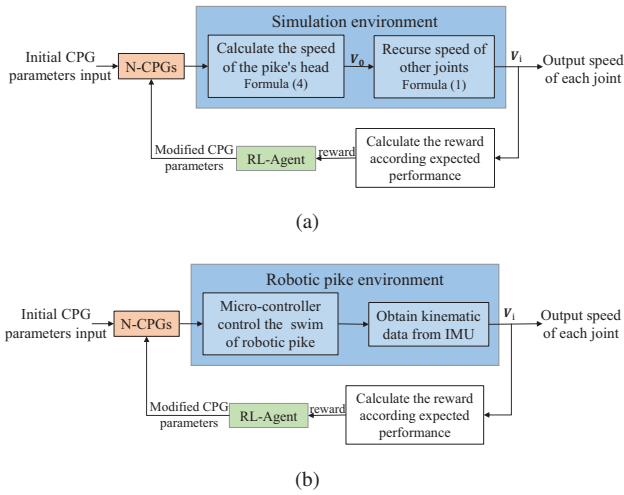 Simulation environment
Initial CPG
parameters input
N-CPGs
Calculate the speed
of the pike's head
Formula (4)
V₀
Recurse speed of
other joints
Formula (1)
Vᵢ
Output speed
of each joint
Modified CPG
parameters
RL-Agent
reward
Calculate the reward
according expected
performance
(a)
Robotic pike environment
Initial CPG
parameters input
N-CPGs
Micro-controller
control the swim
of robotic pike
Obtain kinematic
data from IMU
Vᵢ
Output speed
of each joint
Modified CPG
parameters
RL-Agent
reward
Calculate the reward
according expected
performance
(b)